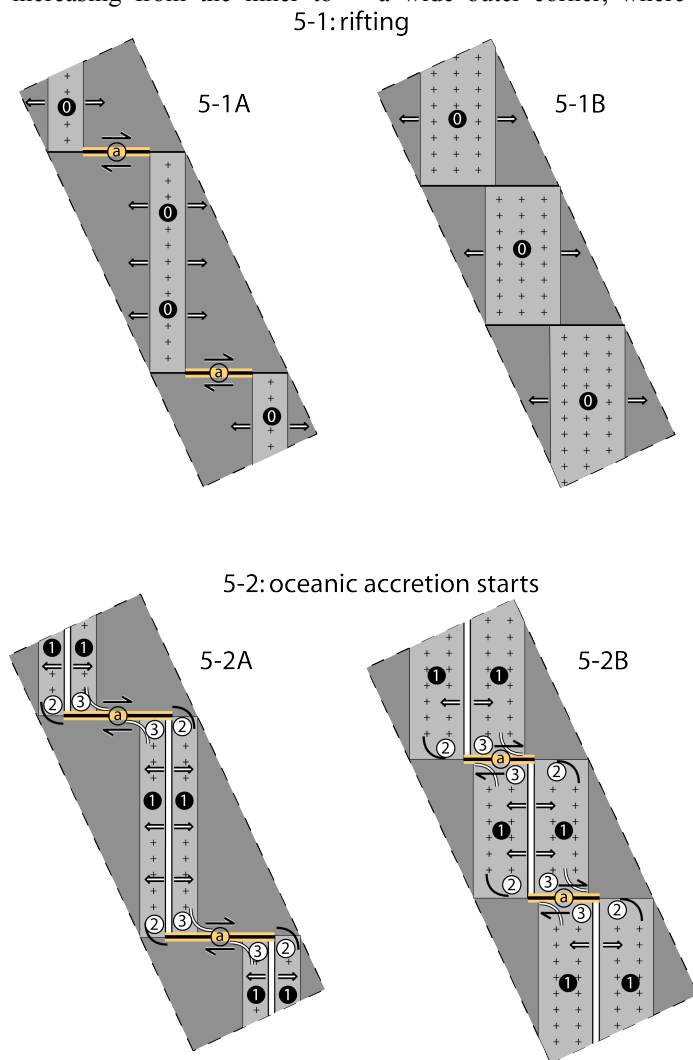 increasing from the inner to a wide outer corner, where
5-1: rifting
5-1A
5-1B
0
0
a
0
0
0
0
a
0
0
5-2: oceanic accretion starts
5-2A
5-2B
1 1
1 1
2 3
a
3 2
2 3
a
3 2
1 1
1 1
2 3
a
3 2
2 3
a
3 2
1 1
1 1